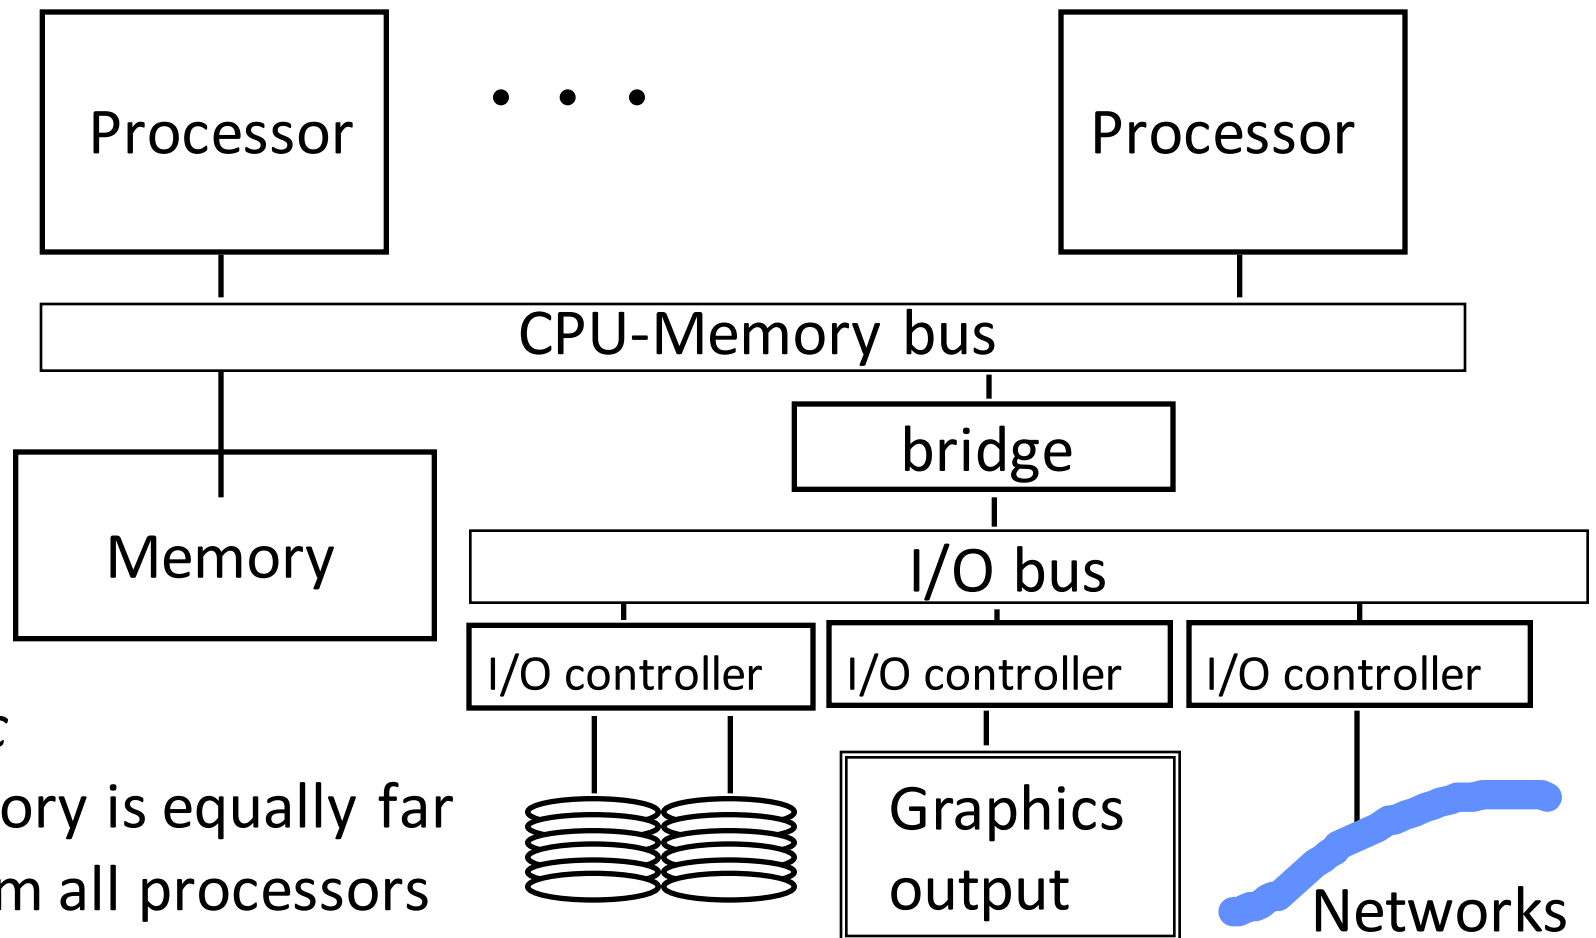 Processor
Processor
CPU-Memory bus
bridge
Memory
I/O bus
I/O controller
I/O controller
I/O controller
ory is equally far
m all processors
Graphics
output
Networks